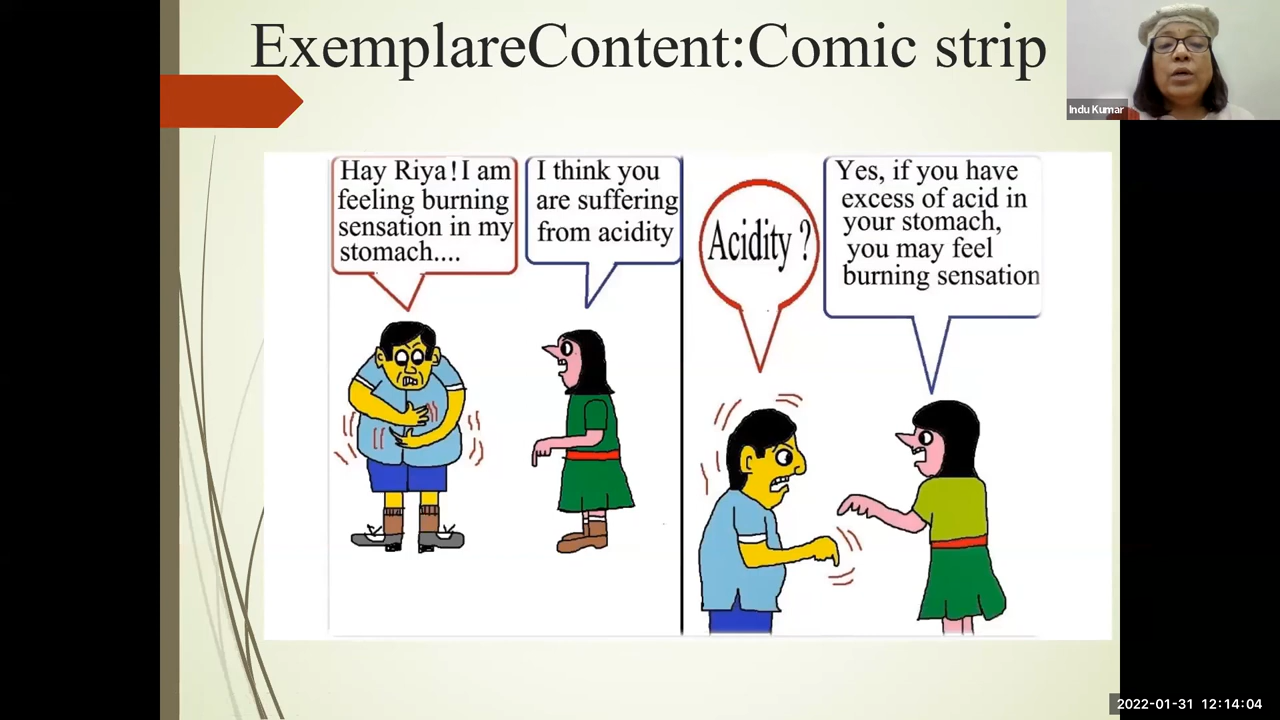 ExemplareContent:Comic strip
Indu Kumar
Hay Riya! I am
feeling burning
sensation in my
stomach....
I think you
are suffering
from acidity
Acidity ?
Yes, if you have
excess of acid in
your stomach,
you may feel
burning sensation
2022-01-31 12:14:04